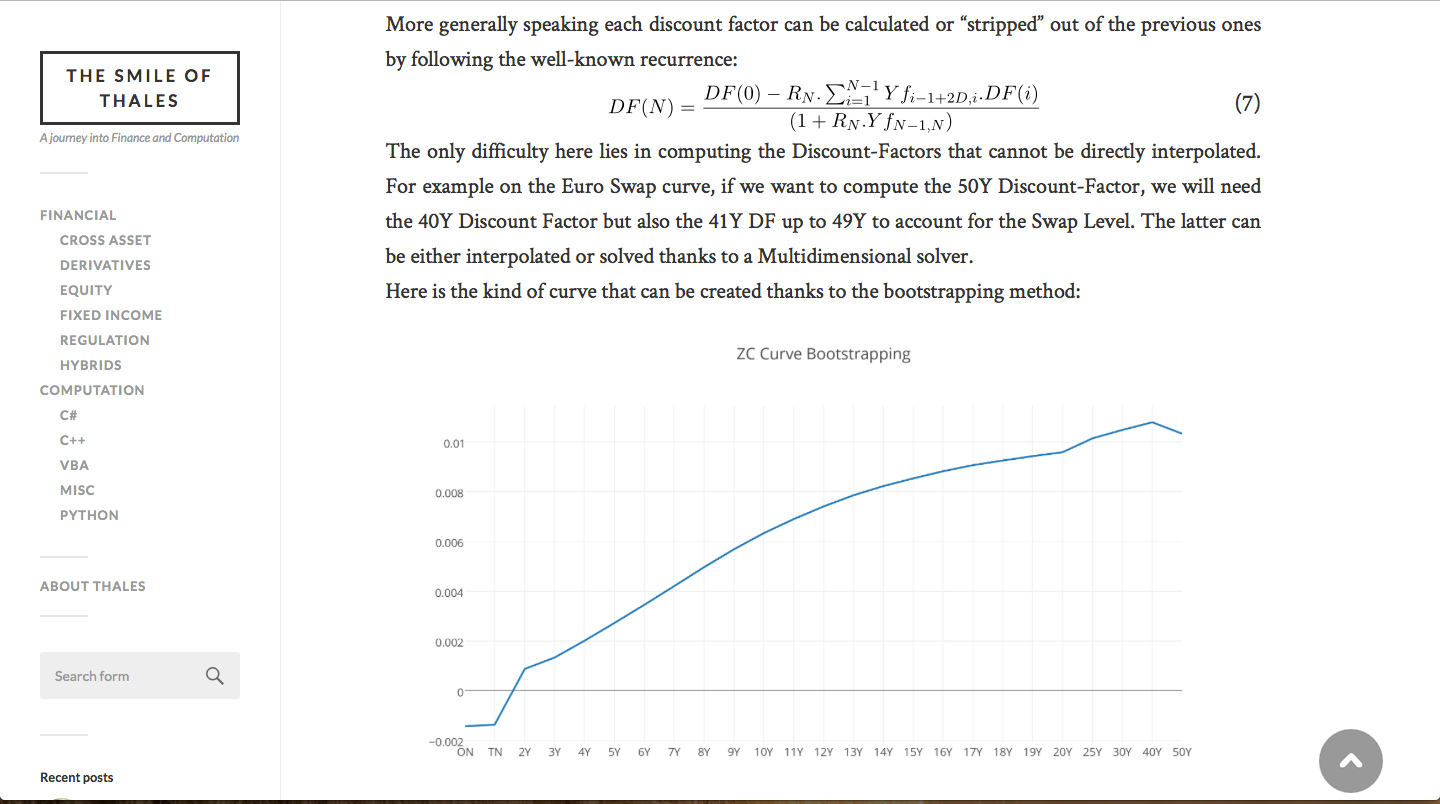 THE SMILE OF
THALES
A journey into Finance and Computation
FINANCIAL
CROSS ASSET
DERIVATIVES
EQUITY
FIXED INCOME
REGULATION
HYBRIDS
COMPUTATION
C#
C++
VBA
MISC
PYTHON
ABOUT THALES
Search form
Recent posts
More generally speaking each discount factor can be calculated or “stripped” out of the previous ones
by following the well-known recurrence:
DF(N) = \frac{DF(0) - R_N.\sum_{i=1}^{N-1} Yf_{i-1+2D,i}.DF(i)}{(1 + R_N.Yf_{N-1,N})} (7)
The only difficulty here lies in computing the Discount-Factors that cannot be directly interpolated.
For example on the Euro Swap curve, if we want to compute the 50Y Discount-Factor, we will need
the 40Y Discount Factor but also the 41Y DF up to 49Y to account for the Swap Level. The latter can
be either interpolated or solved thanks to a Multidimensional solver.
Here is the kind of curve that can be created thanks to the bootstrapping method:
ZC Curve Bootstrapping
0.01
0.008
0.006
0.004
0.002
0
−0.002
ON TN 2Y 3Y 4Y 5Y 6Y 7Y 8Y 9Y 10Y 11Y 12Y 13Y 14Y 15Y 16Y 17Y 18Y 19Y 20Y 25Y 30Y 40Y 50Y